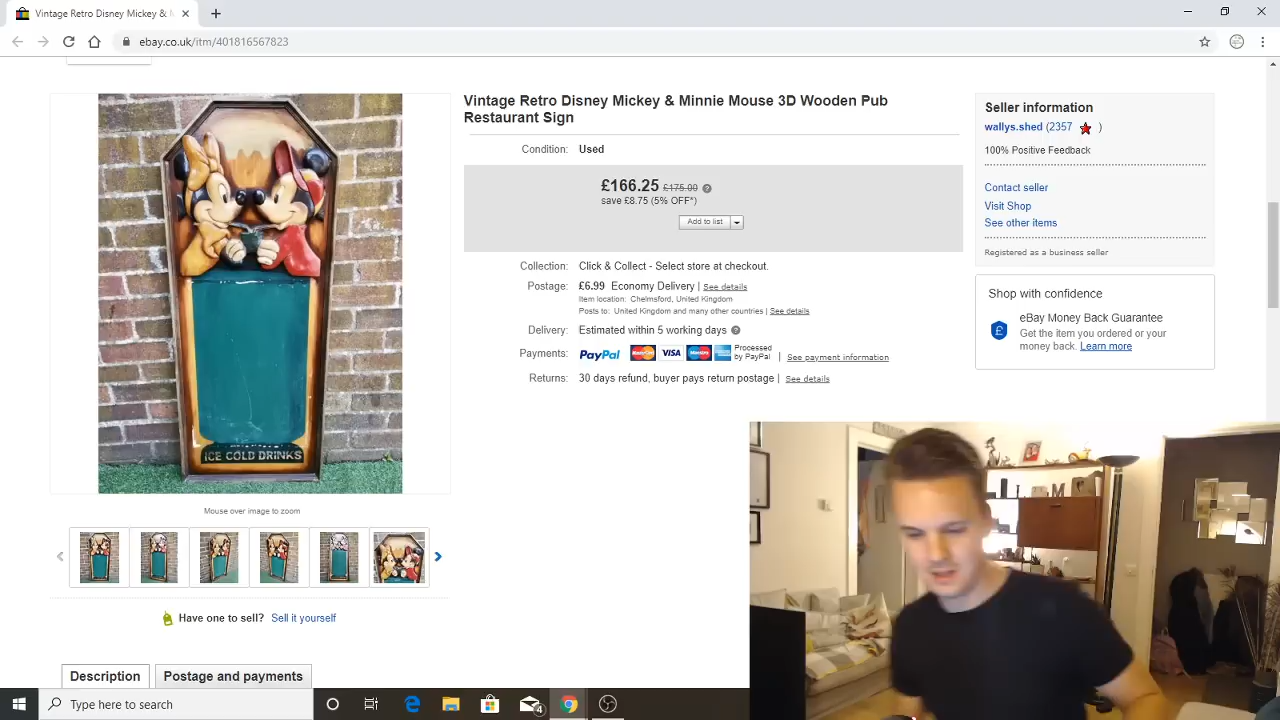 Vintage Retro Disney Mickey & M
ebay.co.uk/itm/401816567823
Vintage Retro Disney Mickey & Minnie Mouse 3D Wooden Pub
Restaurant Sign
Condition: Used
£166.25 £175.00
save £8.75 (5% OFF*)
Add to list
Collection: Click & Collect - Select store at checkout.
Postage: £6.99 Economy Delivery | See details
Item location: Chelmsford, United Kingdom
Posts to: United Kingdom and many other countries | See details
Delivery: Estimated within 5 working days
Payments: PayPal MasterCard VISA Maestro Processed by PayPal | See payment information
Returns: 30 days refund, buyer pays return postage | See details
Seller information
wallys.shed (2357 )
100% Positive Feedback
Contact seller
Visit Shop
See other items
Registered as a business seller
Shop with confidence
eBay Money Back Guarantee
Get the item you ordered or your
money back. Learn more
ICE COLD DRINKS
Mouse over image to zoom
Have one to sell? Sell it yourself
Description
Postage and payments
Type here to search
4